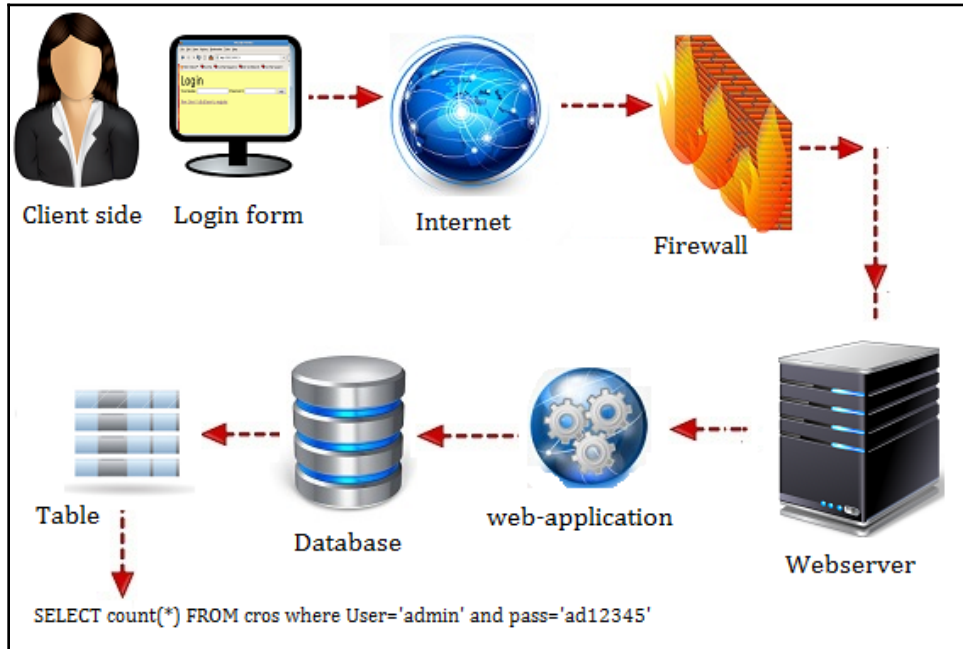 Login
Client side
Login form
Internet
Firewall
Table
Database
web-application
Webserver
SELECT count(*) FROM cros where User='admin' and pass='ad12345'